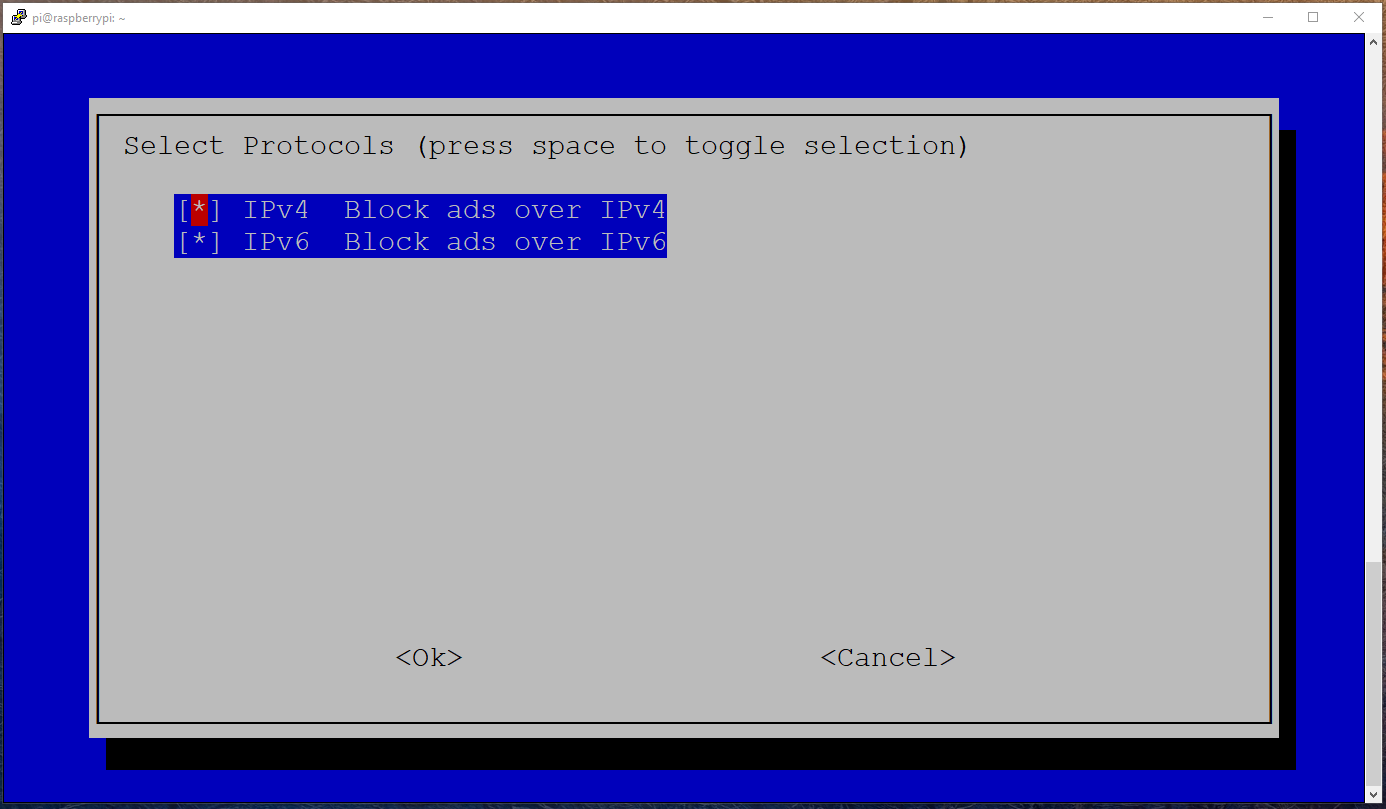 pi@raspberrypi: ~
Select Protocols (press space to toggle selection)
[*] IPv4  Block ads over IPv4
[*] IPv6  Block ads over IPv6
<Ok>
<Cancel>